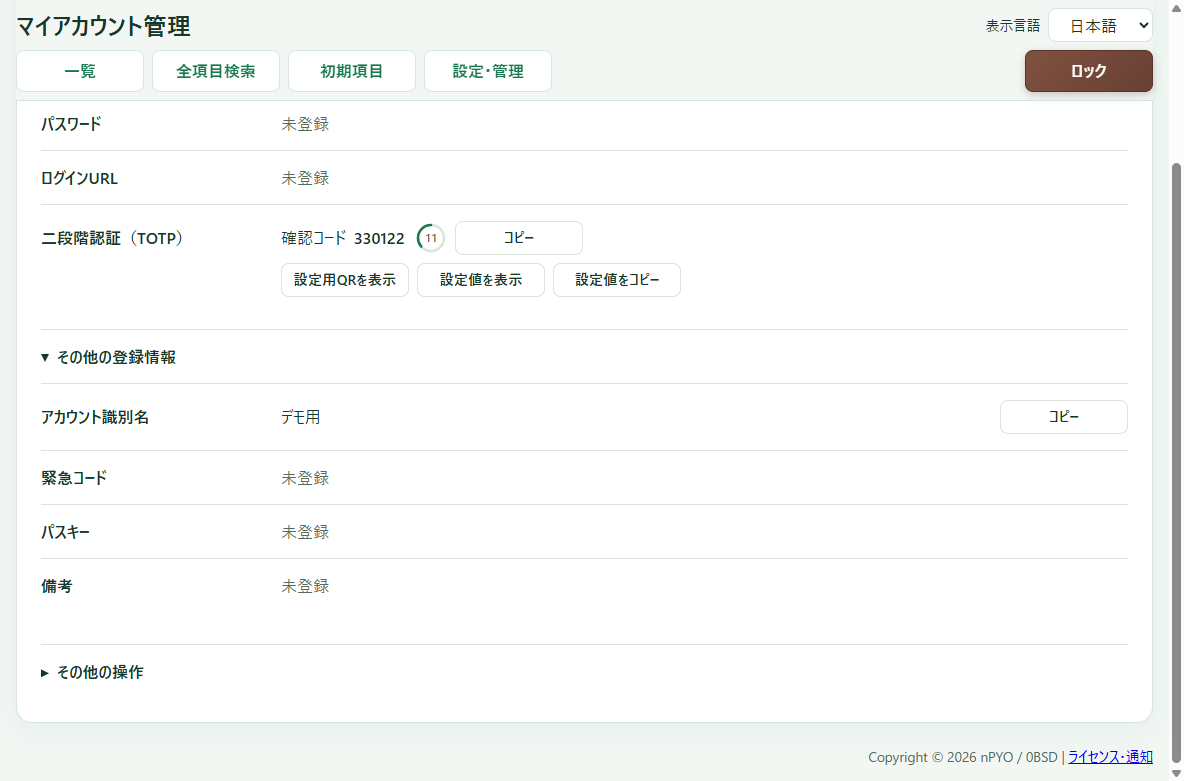 マイアカウント管理
表示言語 日本語
一覧 全項目検索 初期項目 設定・管理 ロック
パスワード 未登録
ログインURL 未登録
二段階認証（TOTP） 確認コード 330122 11 コピー
設定用QRを表示 設定値を表示 設定値をコピー
▼ その他の登録情報
アカウント識別名 デモ用 コピー
緊急コード 未登録
パスキー 未登録
備考 未登録
▶ その他の操作
Copyright © 2026 nPYO / 0BSD | ライセンス・通知